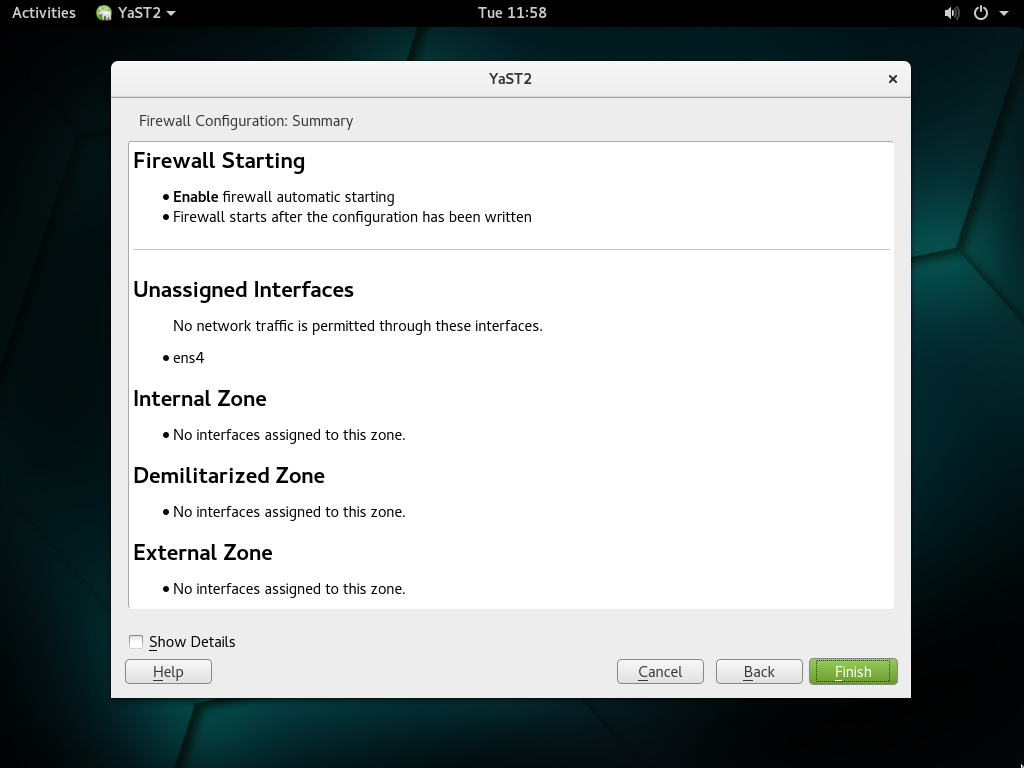 Activities YaST2 Tue 11:58
YaST2
Firewall Configuration: Summary
Firewall Starting
• Enable firewall automatic starting
• Firewall starts after the configuration has been written
Unassigned Interfaces
No network traffic is permitted through these interfaces.
• ens4
Internal Zone
• No interfaces assigned to this zone.
Demilitarized Zone
• No interfaces assigned to this zone.
External Zone
• No interfaces assigned to this zone.
Show Details
Help Cancel Back Finish